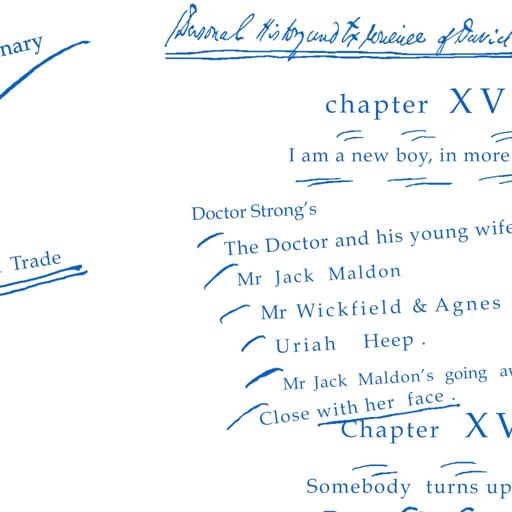 nary
Trade
Personal History and Experience of David
chapter XV
I am a new boy, in more
Doctor Strong's
The Doctor and his young wife
Mr Jack Maldon
Mr Wickfield & Agnes
Uriah Heep.
Mr Jack Maldon's going aw
Close with her face.
Chapter XV
Somebody turns up